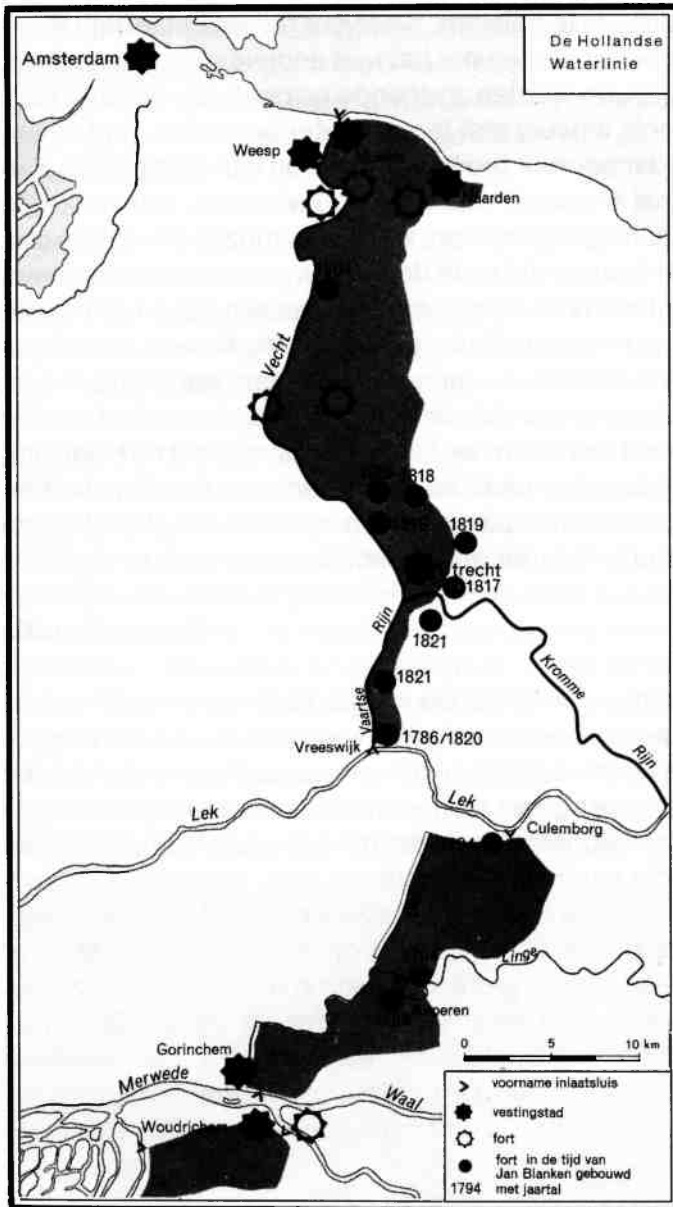 De Hollandse
Waterlinie
Amsterdam
Weesp
Naarden
Vecht
1818
1819
trecht
1817
Rijn
1821
Kromme
1821
Vaartse
1786/1820
Vreeswijk
Rijn
Lek
Lek
Culemborg
Linge
Gorinchem
0 5 10 km
Merwede
Waal
Woudrichem
voorname inlaatsluis
vestingstad
fort
fort in de tijd van
Jan Blanken gebouwd
1794 met jaartal